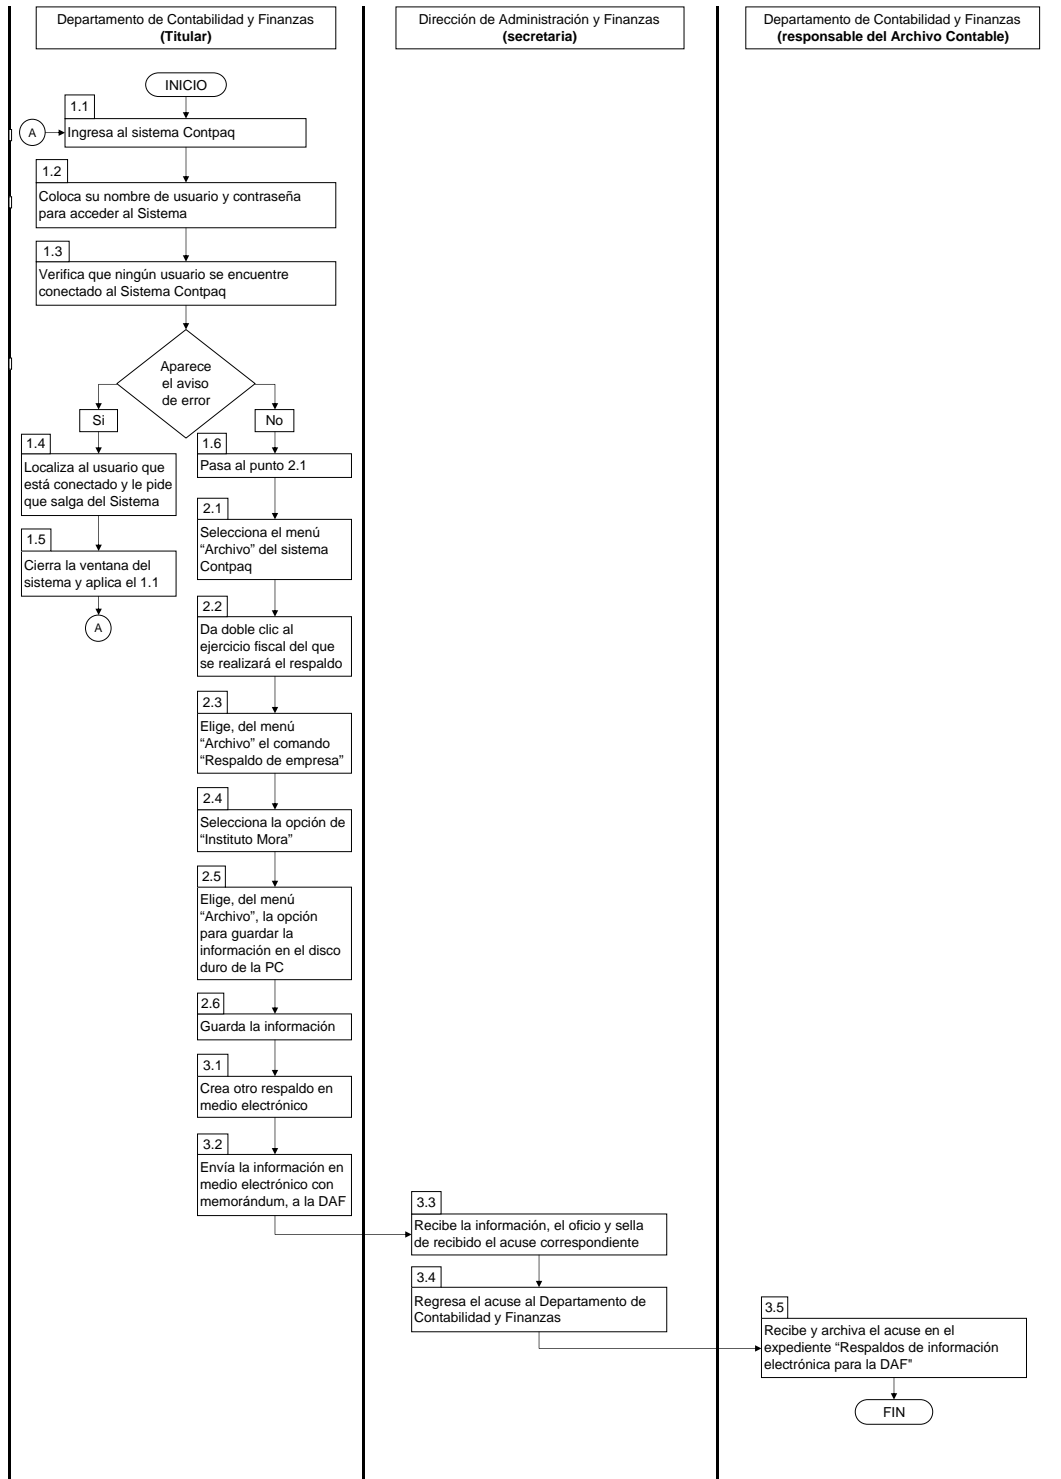 Departamento de Contabilidad y Finanzas
(Titular)
Dirección de Administración y Finanzas
(secretaria)
Departamento de Contabilidad y Finanzas
(responsable del Archivo Contable)
INICIO
1.1
A
Ingresa al sistema Contpaq
1.2
Coloca su nombre de usuario y contraseña
para acceder al Sistema
1.3
Verifica que ningún usuario se encuentre
conectado al Sistema Contpaq
Aparece
el aviso
de error
Si
No
1.4
Localiza al usuario que
está conectado y le pide
que salga del Sistema
1.5
Cierra la ventana del
sistema y aplica el 1.1
A
1.6
Pasa al punto 2.1
2.1
Selecciona el menú
“Archivo” del sistema
Contpaq
2.2
Da doble clic al
ejercicio fiscal del que
se realizará el respaldo
2.3
Elige, del menú
“Archivo” el comando
“Respaldo de empresa”
2.4
Selecciona la opción de
“Instituto Mora”
2.5
Elige, del menú
“Archivo”, la opción
para guardar la
información en el disco
duro de la PC
2.6
Guarda la información
3.1
Crea otro respaldo en
medio electrónico
3.2
Envía la información en
medio electrónico con
memorándum, a la DAF
3.3
Recibe la información, el oficio y sella
de recibido el acuse correspondiente
3.4
Regresa el acuse al Departamento de
Contabilidad y Finanzas
3.5
Recibe y archiva el acuse en el
expediente “Respaldos de información
electrónica para la DAF"
FIN